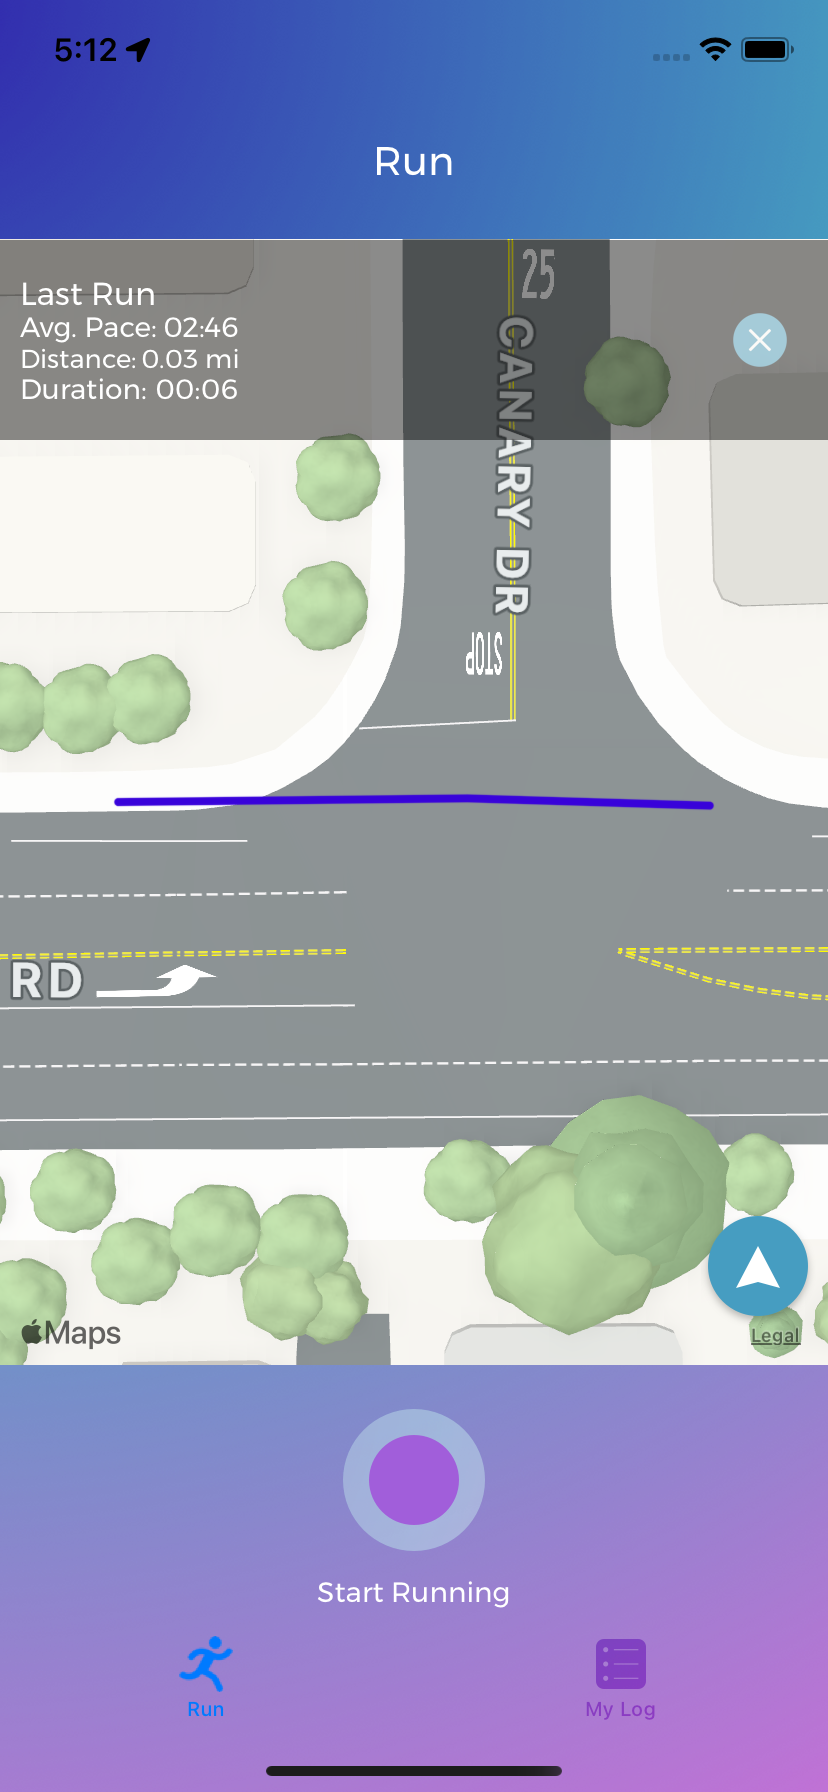 5:12
Run
Last Run
Avg. Pace: 02:46
Distance: 0.03 mi
Duration: 00:06
25
CANARY DR
STOP
RD
Maps
Legal
Start Running
Run
My Log